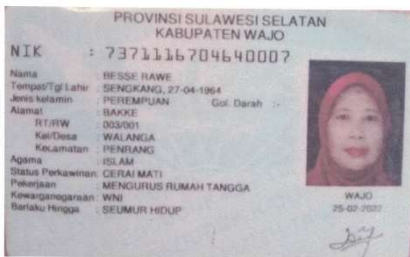 PROVINSI SULAWESI SELATAN
KABUPATEN WAJO
NIK : 7371116704640007
Nama : BESSE RAWE
Tempat/Tgl Lahir : SENGKANG, 27-04-1964
Jenis kelamin : PEREMPUAN Gol. Darah :-
Alamat : BAKKE
RT/RW : 003/001
Kel/Desa : WALANGA
Kecamatan : PENRANG
Agama : ISLAM
Status Perkawinan: CERAI MATI
Pekerjaan : MENGURUS RUMAH TANGGA
Kewarganegaraan : WNI
Berlaku Hingga : SEUMUR HIDUP
WAJO
25-02-2022